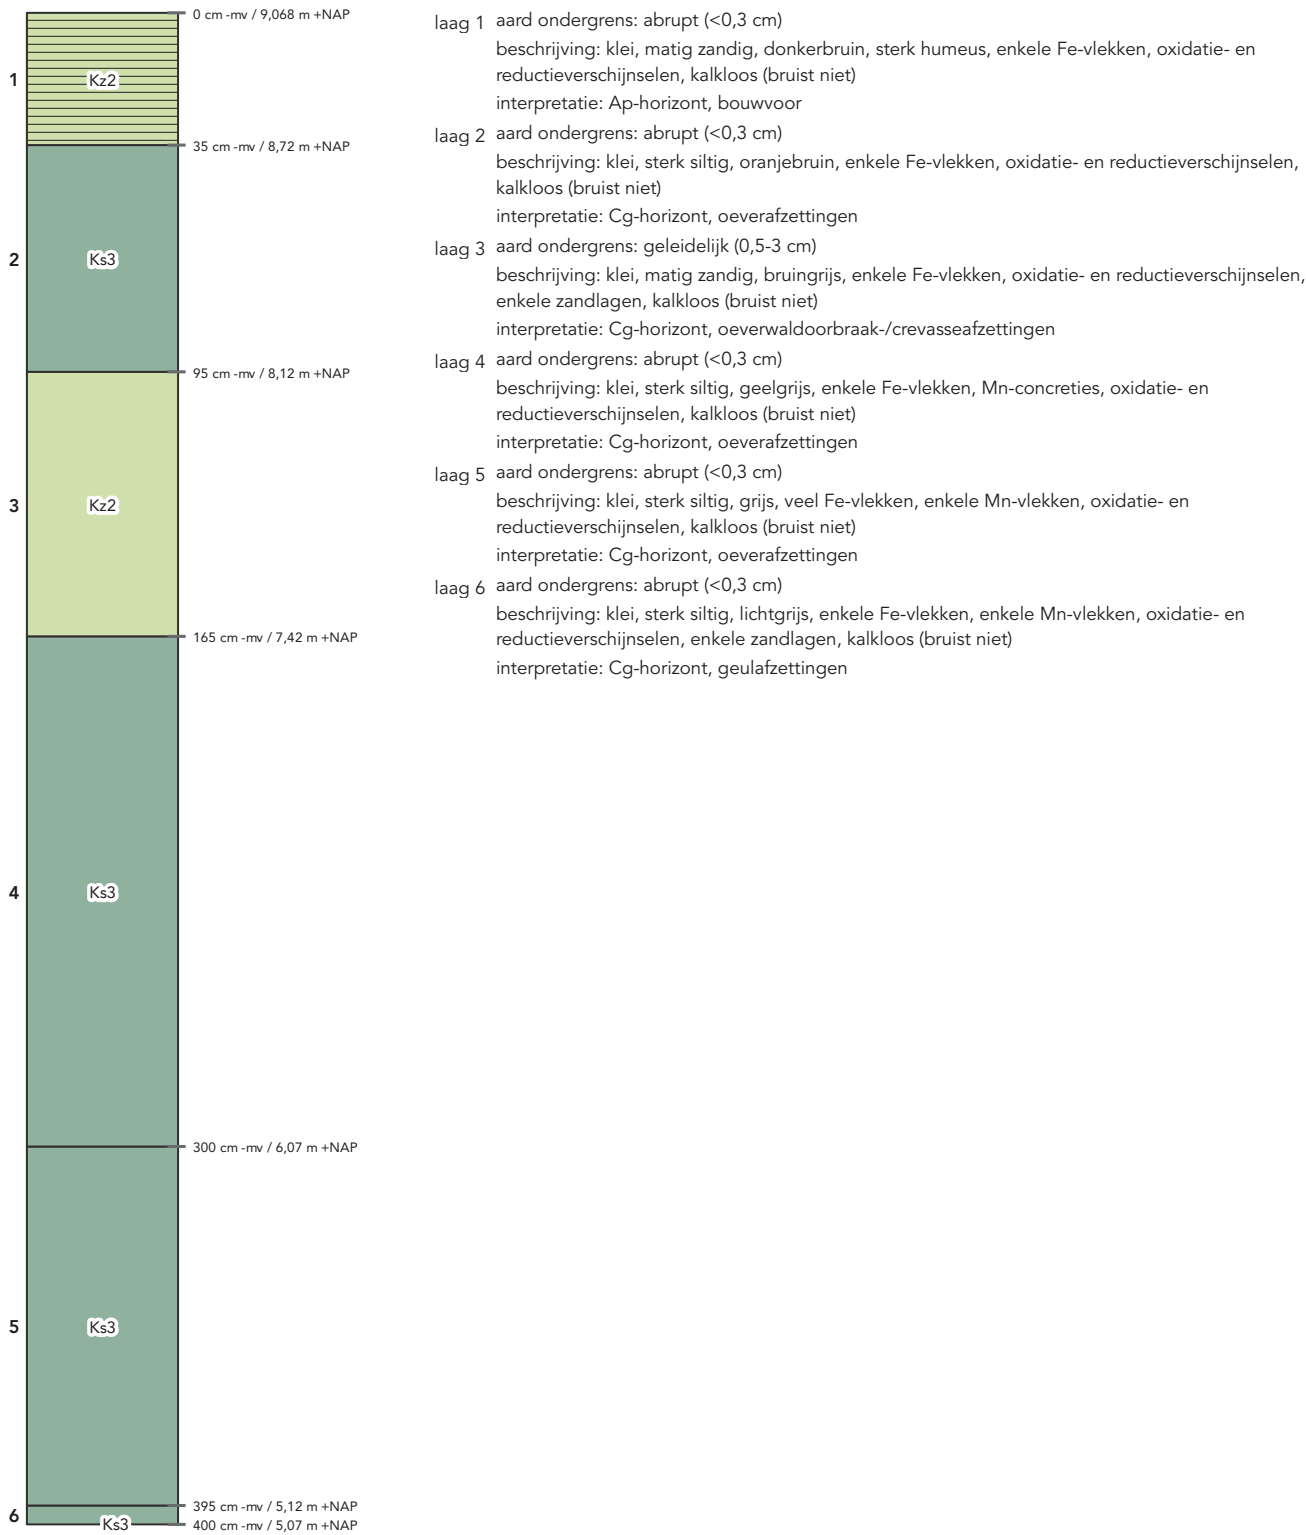 0 cm -mv / 9,068 m +NAP
1
Kz2
35 cm -mv / 8,72 m +NAP
2
Ks3
95 cm -mv / 8,12 m +NAP
3
Kz2
165 cm -mv / 7,42 m +NAP
4
Ks3
300 cm -mv / 6,07 m +NAP
5
Ks3
395 cm -mv / 5,12 m +NAP
6
Ks3
400 cm -mv / 5,07 m +NAP
laag 1 aard ondergrens: abrupt (<0,3 cm)
beschrijving: klei, matig zandig, donkerbruin, sterk humeus, enkele Fe-vlekken, oxidatie- en
reductieverschijnselen, kalkloos (bruist niet)
interpretatie: Ap-horizont, bouwvoor
laag 2 aard ondergrens: abrupt (<0,3 cm)
beschrijving: klei, sterk siltig, oranjebruin, enkele Fe-vlekken, oxidatie- en reductieverschijnselen,
kalkloos (bruist niet)
interpretatie: Cg-horizont, oeverafzettingen
laag 3 aard ondergrens: geleidelijk (0,5-3 cm)
beschrijving: klei, matig zandig, bruingrijs, enkele Fe-vlekken, oxidatie- en reductieverschijnselen,
enkele zandlagen, kalkloos (bruist niet)
interpretatie: Cg-horizont, oeverwaldoorbraak-/crevasseafzettingen
laag 4 aard ondergrens: abrupt (<0,3 cm)
beschrijving: klei, sterk siltig, geelgrijs, enkele Fe-vlekken, Mn-concreties, oxidatie- en
reductieverschijnselen, kalkloos (bruist niet)
interpretatie: Cg-horizont, oeverafzettingen
laag 5 aard ondergrens: abrupt (<0,3 cm)
beschrijving: klei, sterk siltig, grijs, veel Fe-vlekken, enkele Mn-vlekken, oxidatie- en
reductieverschijnselen, kalkloos (bruist niet)
interpretatie: Cg-horizont, oeverafzettingen
laag 6 aard ondergrens: abrupt (<0,3 cm)
beschrijving: klei, sterk siltig, lichtgrijs, enkele Fe-vlekken, enkele Mn-vlekken, oxidatie- en
reductieverschijnselen, enkele zandlagen, kalkloos (bruist niet)
interpretatie: Cg-horizont, geulafzettingen